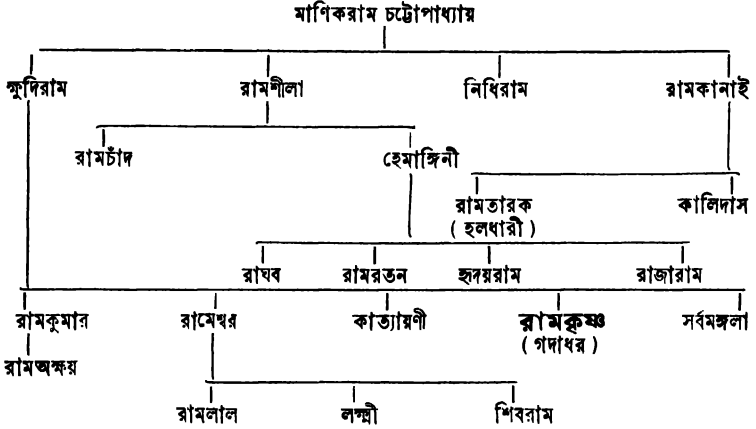 মাণিকরাম চট্টোপাধ্যায়
ক্ষুদিরাম রামশীলা নিধিরাম রামকানাই
রামচাঁদ হেমাঙ্গিনী
রামতারক কালিদাস
( হলধারী )
রাঘব রামরতন হৃদয়রাম রাজারাম
রামকুমার রামেশ্বর কাত্যায়ণী রামকৃষ্ণ সর্বমঙ্গলা
( গদাধর )
রামঅক্ষয়
রামলাল লক্ষ্মী শিবরাম